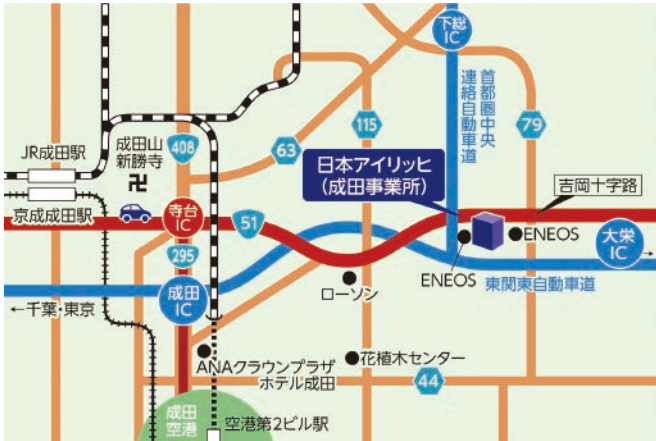 下総
IC
首都圏中央
連絡自動車道
115
79
63
408
成田山
新勝寺
卍
JR成田駅
京成成田駅
日本アイリッヒ
(成田事業所)
吉岡十字路
寺台
IC
51
295
ENEOS
ENEOS
大栄
IC
→
東関東自動車道
成田
IC
←千葉・東京
ローソン
ANAクラウンプラザ
ホテル成田
花植木センター
44
成田
空港
空港第2ビル駅